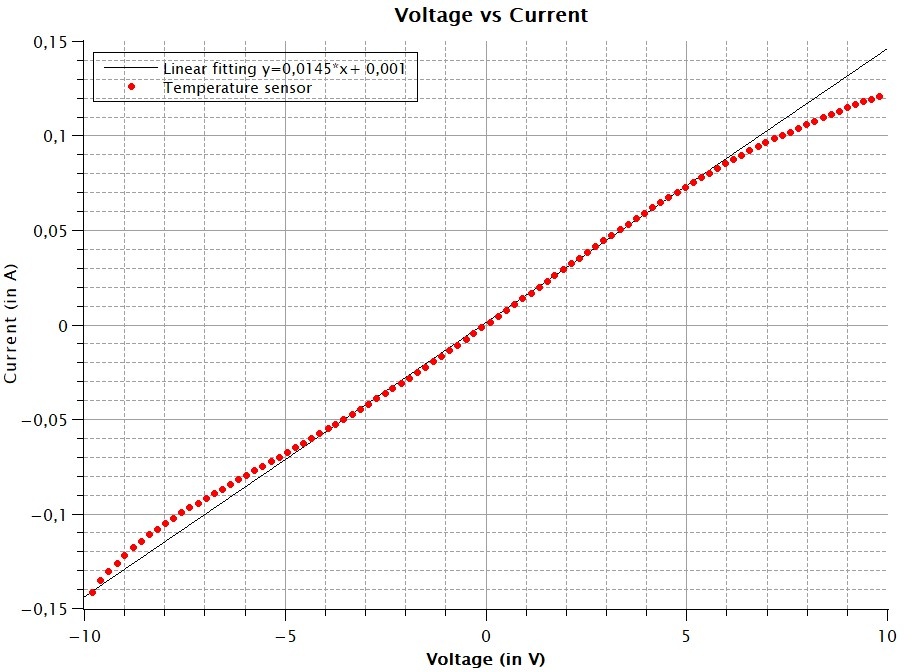 Voltage vs Current
0,15
Linear fitting y=0,0145*x+ 0,001
Temperature sensor
0,1
0,05
0
−0,05
−0,1
−0,15
Current (in A)
−10
−5
0
5
10
Voltage (in V)